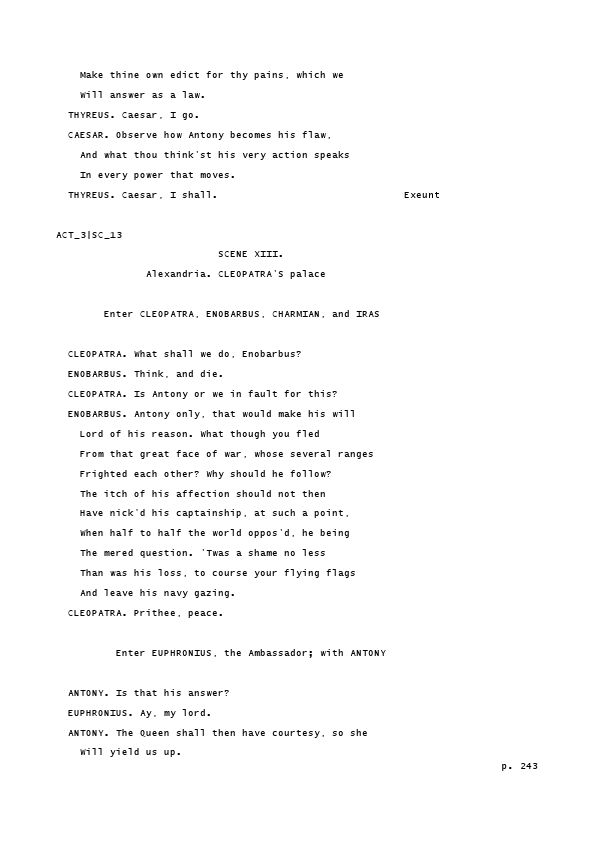 Make thine own edict for thy pains, which we
Will answer as a law.
THYREUS. Caesar, I go.
CAESAR. Observe how Antony becomes his flaw,
And what thou think'st his very action speaks
In every power that moves.
THYREUS. Caesar, I shall. Exeunt
ACT_3|SC_13
SCENE XIII.
Alexandria. CLEOPATRA'S palace
Enter CLEOPATRA, ENOBARBUS, CHARMIAN, and IRAS
CLEOPATRA. What shall we do, Enobarbus?
ENOBARBUS. Think, and die.
CLEOPATRA. Is Antony or we in fault for this?
ENOBARBUS. Antony only, that would make his will
Lord of his reason. What though you fled
From that great face of war, whose several ranges
Frighted each other? Why should he follow?
The itch of his affection should not then
Have nick'd his captainship, at such a point,
When half to half the world oppos'd, he being
The mered question. 'Twas a shame no less
Than was his loss, to course your flying flags
And leave his navy gazing.
CLEOPATRA. Prithee, peace.
Enter EUPHRONIUS, the Ambassador; with ANTONY
ANTONY. Is that his answer?
EUPHRONIUS. Ay, my lord.
ANTONY. The Queen shall then have courtesy, so she
Will yield us up.
p. 243